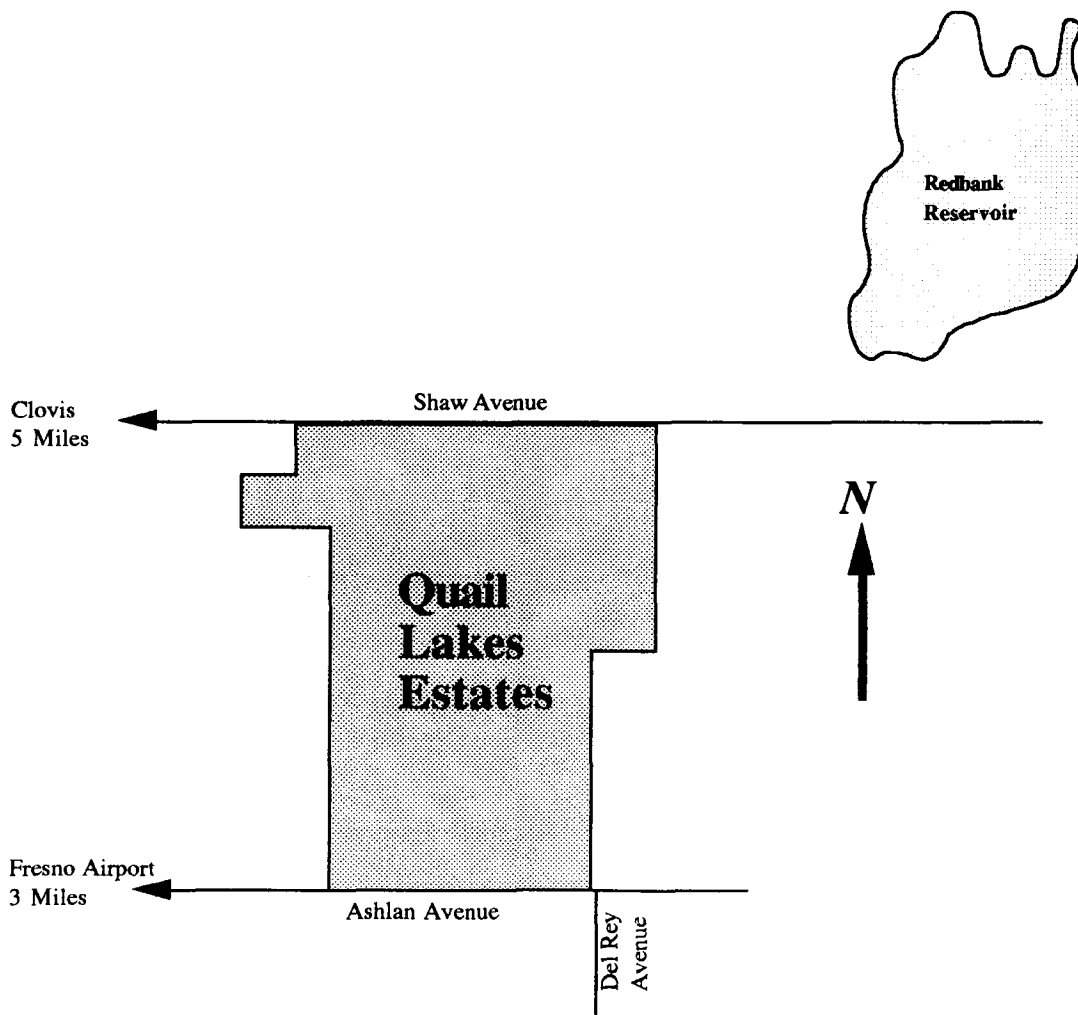 Redbank
Reservoir
Clovis
5 Miles
Shaw Avenue
N
Quail
Lakes
Estates
Fresno Airport
3 Miles
Ashlan Avenue
Del Rey
Avenue